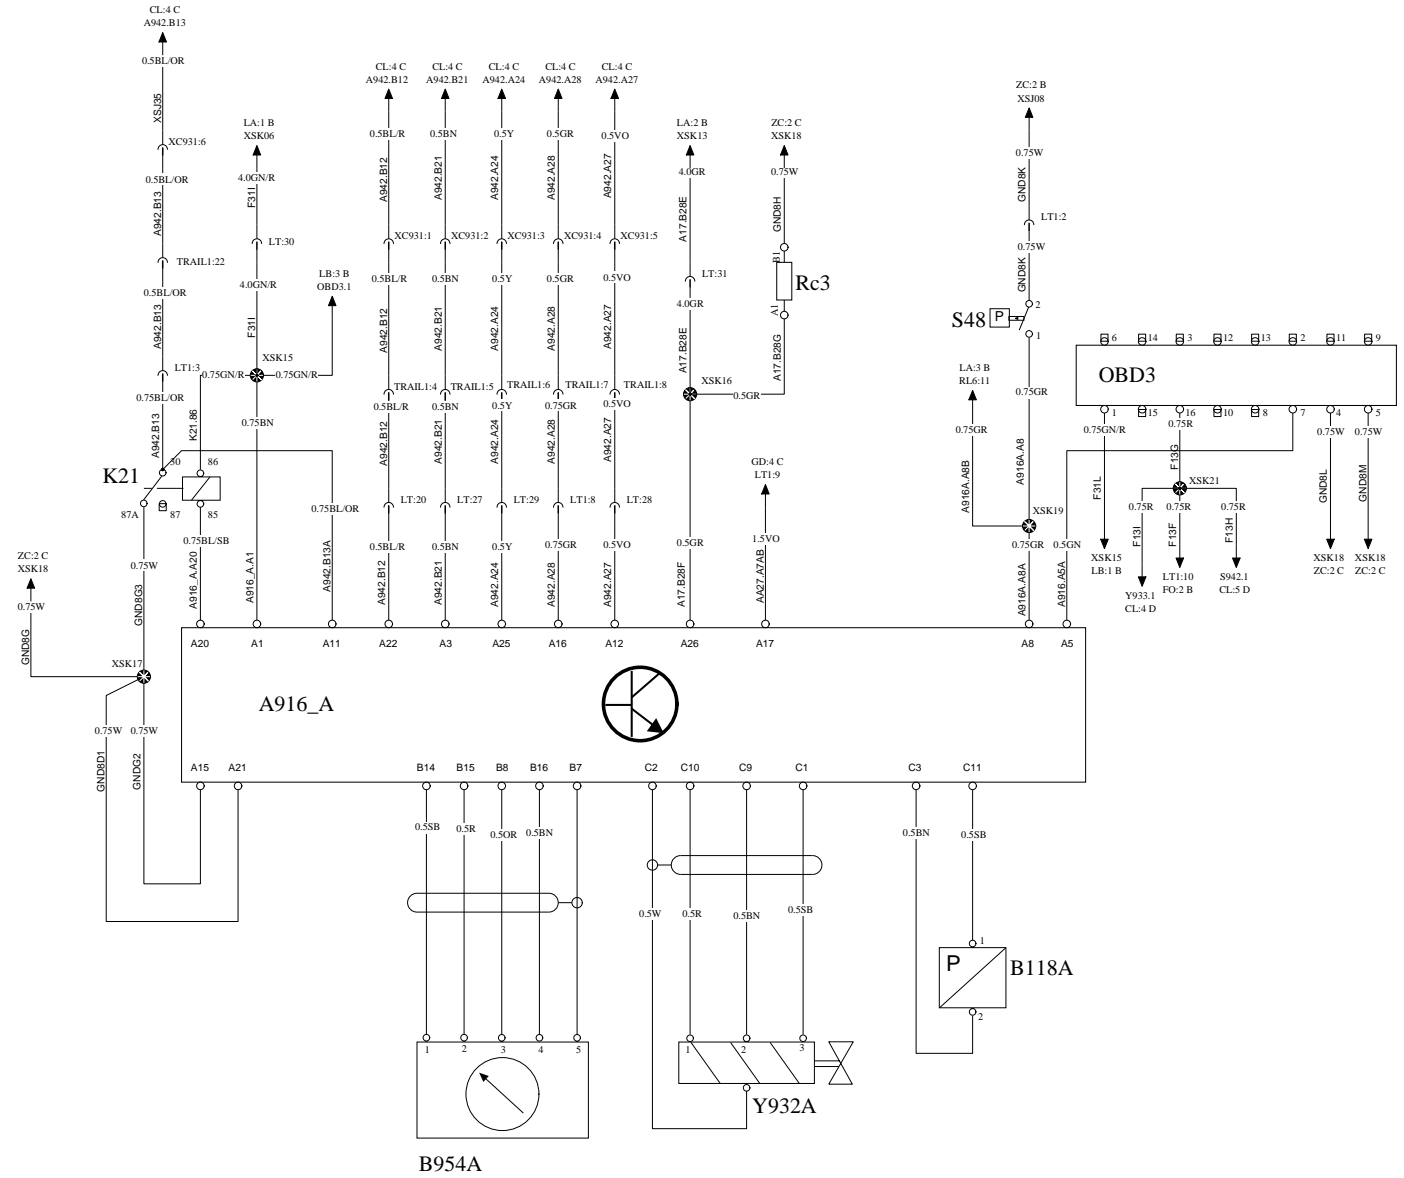 CL:4 C
A942.B13
0.5BL/OR
XSJ35
XC931:6
0.5BL/OR
A942.B13
TRAIL1:22
0.5BL/OR
A942.B13
LT1:3
0.75BL/OR
A942.B13
LA:1 B
XSK06
4.0GN/R
F31I
LT:30
4.0GN/R
F31I
LB:3 B
OBD3.1
XSK15
0.75GN/R
0.75GN/R
K21.86
0.75BN
K21
30
86
87A
87
85
0.75BL/SB
0.75BL/OR
0.75W
GND8G3
A916_A.A20
A916_A.A1
A942.B13A
ZC:2 C
XSK18
0.75W
GND8G
XSK17
0.75W
0.75W
GND8D1
GNDG2
CL:4 C
A942.B12
CL:4 C
A942.B21
CL:4 C
A942.A24
CL:4 C
A942.A28
CL:4 C
A942.A27
0.5BL/R
0.5BN
0.5Y
0.5GR
0.5VO
A942.B12
A942.B21
A942.A24
A942.A28
A942.A27
XC931:1
XC931:2
XC931:3
XC931:4
XC931:5
0.5BL/R
0.5BN
0.5Y
0.5GR
0.5VO
A942.B12
A942.B21
A942.A24
A942.A28
A942.A27
TRAIL1:4
TRAIL1:5
TRAIL1:6
TRAIL1:7
TRAIL1:8
0.5BL/R
0.5BN
0.5Y
0.75GR
0.5VO
A942.B12
A942.B21
A942.A24
A942.A28
A942.A27
LT:20
LT:27
LT:29
LT1:8
LT:28
0.5BL/R
0.5BN
0.5Y
0.75GR
0.5VO
A942.B12
A942.B21
A942.A24
A942.A28
A942.A27
LA:2 B
XSK13
4.0GR
A17.B28E
LT:31
4.0GR
A17.B28E
XSK16
0.5GR
0.5GR
A17.B28F
ZC:2 C
XSK18
0.75W
GND8H
B1
Rc3
A1
A17.B28G
GD:4 C
LT1:9
1.5VO
AA27.A7AB
ZC:2 B
XSJ08
0.75W
GND8K
LT1:2
0.75W
GND8K
2
S48
P
1
0.75GR
A916A.A8
LA:3 B
RL6:11
0.75GR
A916A.A8B
XSK19
0.75GR
A916A.A8A
0.5GN
A916.A5A
6
14
3
12
13
2
11
9
OBD3
1
15
16
10
8
7
4
5
0.75GN/R
0.75R
0.75W
0.75W
F31L
F13G
GND8L
GND8M
XSK21
0.75R
0.75R
0.75R
F13I
F13F
F13H
XSK15
LB:1 B
Y933.1
CL:4 D
LT1:10
FO:2 B
S942.1
CL:5 D
XSK18
ZC:2 C
XSK18
ZC:2 C
A20
A1
A11
A22
A3
A25
A16
A12
A26
A17
A8
A5
A916_A
A15
A21
B14
B15
B8
B16
B7
C2
C10
C9
C1
C3
C11
0.5SB
0.5R
0.5OR
0.5BN
0.5BN
0.5SB
0.5W
0.5R
0.5BN
0.5SB
1
2
3
4
5
B954A
1
2
3
Y932A
1
P
B118A
2